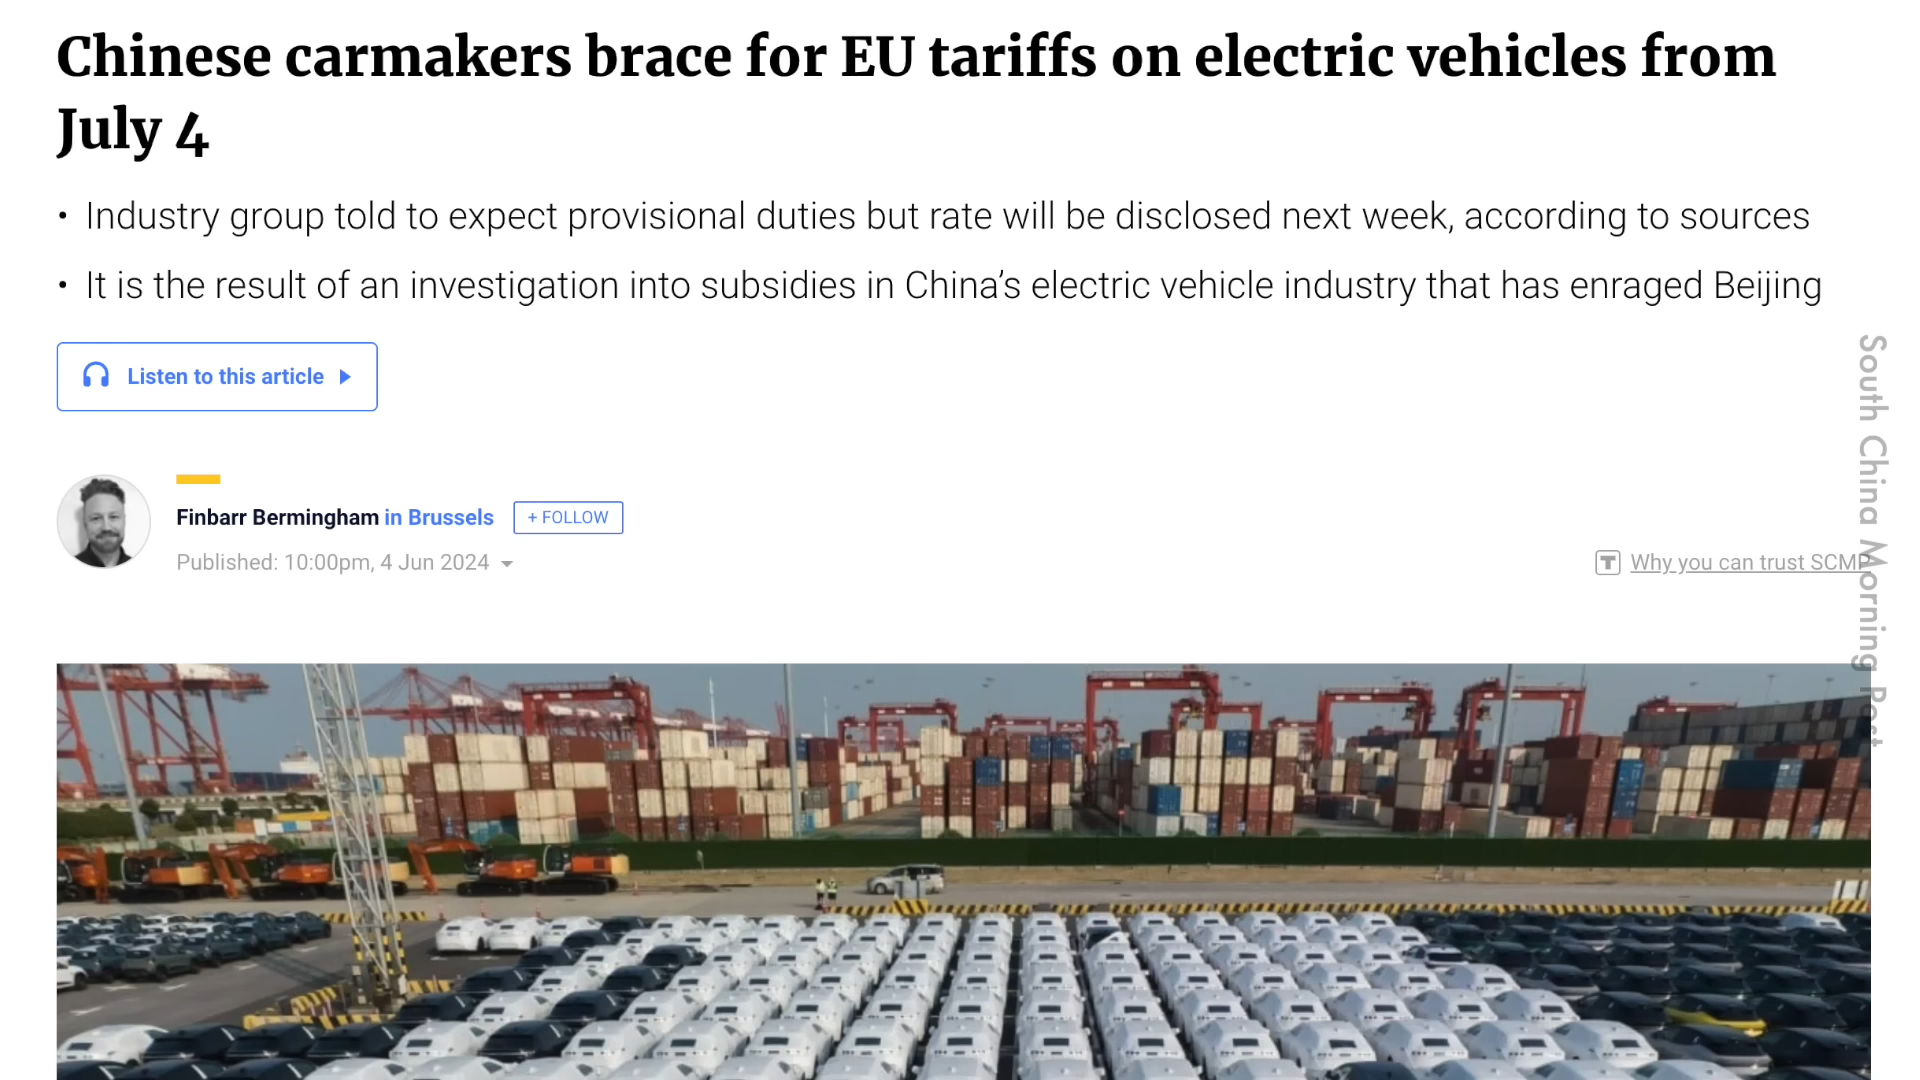 Chinese carmakers brace for EU tariffs on electric vehicles from
July 4
• Industry group told to expect provisional duties but rate will be disclosed next week, according to sources
• It is the result of an investigation into subsidies in China’s electric vehicle industry that has enraged Beijing
Listen to this article
Finbarr Bermingham in Brussels
+ FOLLOW
Published: 10:00pm, 4 Jun 2024
T Why you can trust SCMP
South China Morning Post